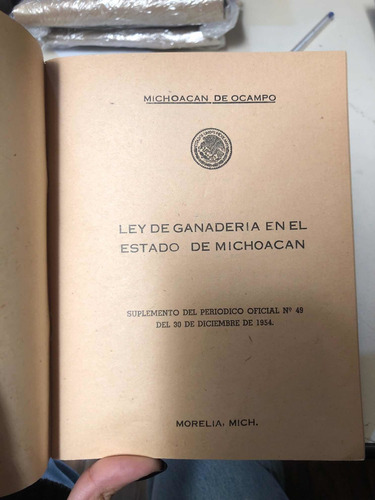 MICHOACAN DE OCAMPO
LEY DE GANADERIA EN EL
ESTADO DE MICHOACAN
SUPLEMENTO DEL PERIODICO OFICIAL Nº 49
DEL 30 DE DICIEMBRE DE 1954.
MORELIA, MICH.